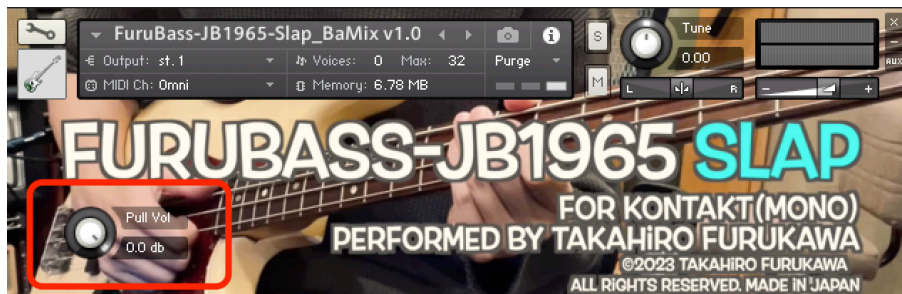 FuruBass-JB1965-Slap_BaMix v1.0
S
Tune
0.00
Output: st.1
Voices: 0 Max: 32
Purge
MIDI Ch: Omni
Memory: 6.78 MB
M
L
R
-
+
AUX
FURUBASS-JB1965 SLAP
FOR KONTAKT(MONO)
PERFORMED BY TAKAHIRO FURUKAWA
©2023 TAKAHIRO FURUKAWA
ALL RIGHTS RESERVED. MADE IN JAPAN
Pull Vol
0.0 db